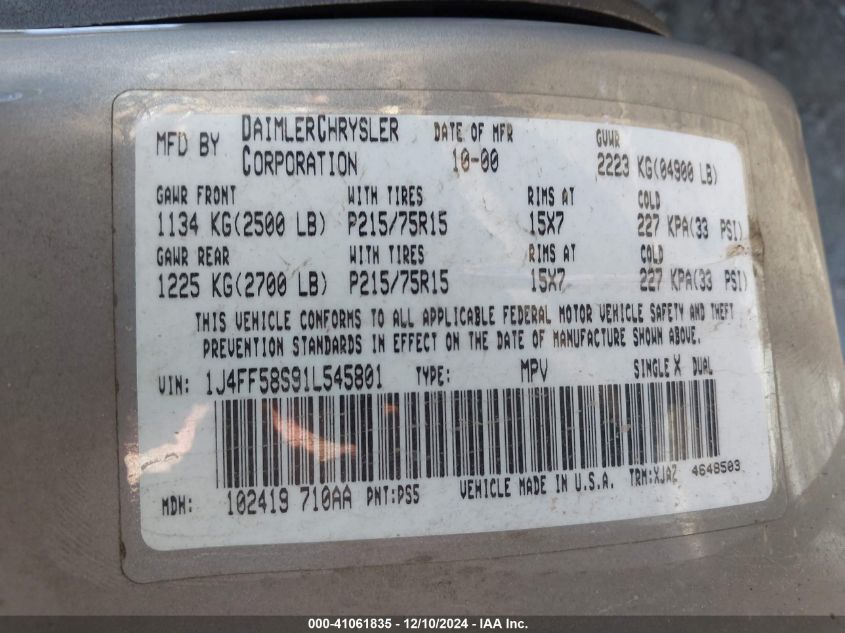 MFD BY DAIMLERCHRYSLER CORPORATION DATE OF MFR 10-00 GVWR 2223 KG(04900 LB)
GAWR FRONT WITH TIRES RIMS AT COLD
1134 KG(2500 LB) P215/75R15 15X7 227 KPA(33 PSI)
GAWR REAR WITH TIRES RIMS AT COLD
1225 KG(2700 LB) P215/75R15 15X7 227 KPA(33 PSI)
THIS VEHICLE CONFORMS TO ALL APPLICABLE FEDERAL MOTOR VEHICLE SAFETY AND THEFT
PREVENTION STANDARDS IN EFFECT ON THE DATE OF MANUFACTURE SHOWN ABOVE.
VIN: 1J4FF58S91L545801 TYPE: MPV SINGLE X DUAL
MDH: 102419 710AA PNT:PS5 VEHICLE MADE IN U.S.A. TRM:XJAZ 4648503
000-41061835 - 12/10/2024 - IAA Inc.